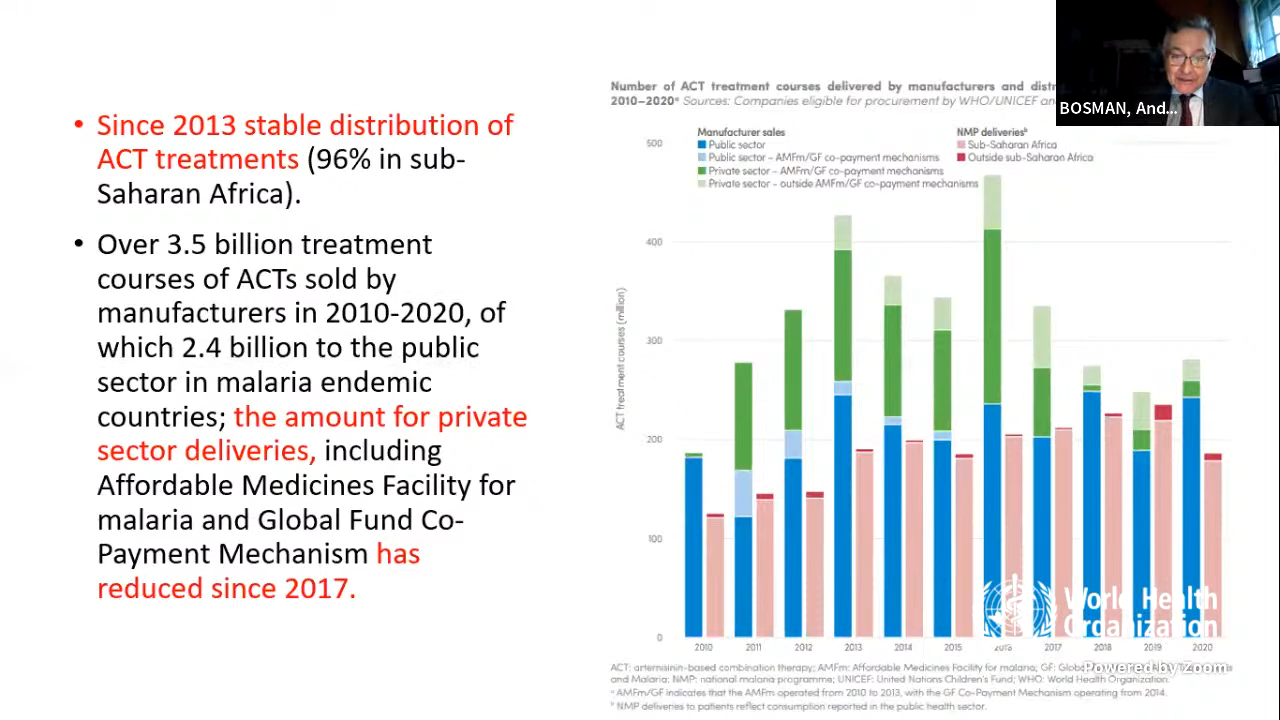 • Since 2013 stable distribution of
ACT treatments (96% in sub-
Saharan Africa).
• Over 3.5 billion treatment
courses of ACTs sold by
manufacturers in 2010-2020, of
which 2.4 billion to the public
sector in malaria endemic
countries; the amount for private
sector deliveries, including
Affordable Medicines Facility for
malaria and Global Fund Co-
Payment Mechanism has
reduced since 2017.
Number of ACT treatment courses delivered by manufacturers and
2010–2020ᵃ Sources: Companies eligible for procurement by WHO/UNICEF
BOSMAN, And...
Manufacturer sales
Public sector
Public sector – AMFm/GF co-payment mechanisms
Private sector – AMFm/GF co-payment mechanisms
Private sector – outside AMFm/GF co-payment mechanisms
NMP deliveriesᵇ
Sub-Saharan Africa
Outside sub-Saharan Africa
ACT treatment courses (million)
500
400
300
200
100
0
2010 2011 2012 2013 2014 2015 2016 2017 2018 2019 2020
World Health
Organization
Powered by Zoom
ACT: artemisinin-based combination therapy; AMFm: Affordable Medicines Facility for malaria; GF:
and Malaria; NMP: national malaria programme; UNICEF: United Nations Children's Fund; WHO: World Health Organization.
ᵃ AMFm/GF indicates that the AMFm operated from 2010 to 2013, with the GF Co-Payment Mechanism operating from 2014.
ᵇ NMP deliveries to patients reflect consumption reported in the public health sector.